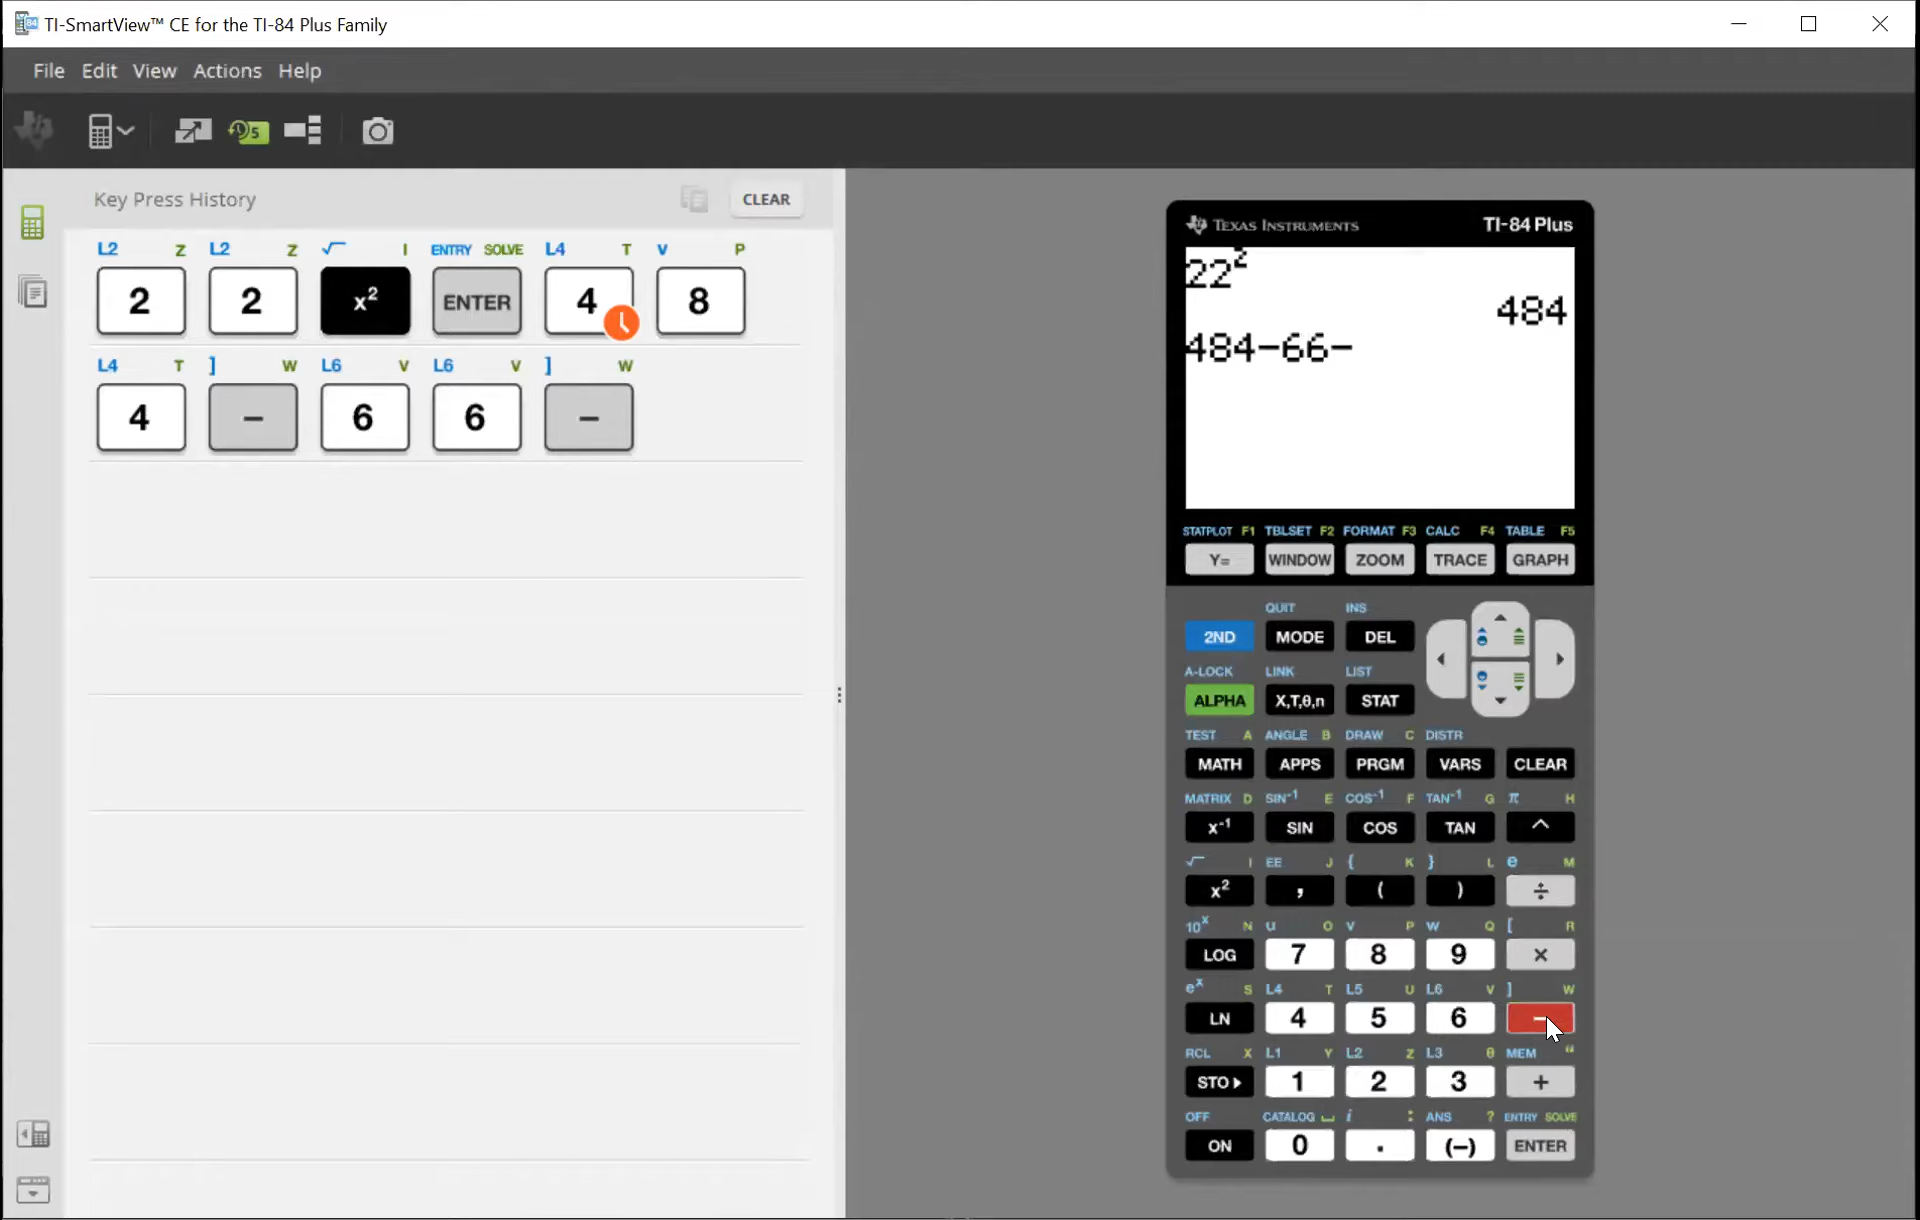 TI-SmartView™ CE for the TI-84 Plus Family
File Edit View Actions Help
5
Key Press History
CLEAR
L2 Z L2 Z √ I ENTRY SOLVE L4 T V P
2 2 x² ENTER 4 8
L4 T ] W L6 V L6 V ] W
4 − 6 6 −
TEXAS INSTRUMENTS TI-84 Plus
22²
484
484-66-
STATPLOT F1 TBLSET F2 FORMAT F3 CALC F4 TABLE F5
Y= WINDOW ZOOM TRACE GRAPH
QUIT INS
2ND MODE DEL
A-LOCK LINK LIST
ALPHA X,T,θ,n STAT
TEST A ANGLE B DRAW C DISTR
MATH APPS PRGM VARS CLEAR
MATRIX D SIN⁻¹ E COS⁻¹ F TAN⁻¹ G π H
x⁻¹ SIN COS TAN ^
√ I EE J { K } L e M
x² , ( ) ÷
10ˣ N u O v P w Q [ R
LOG 7 8 9 ×
eˣ S L4 T L5 U L6 V ] W
LN 4 5 6 −
RCL X L1 Y L2 Z L3 θ MEM "
STO▸ 1 2 3 +
OFF CATALOG ⎵ i : ANS ? ENTRY SOLVE
ON 0 . (−) ENTER